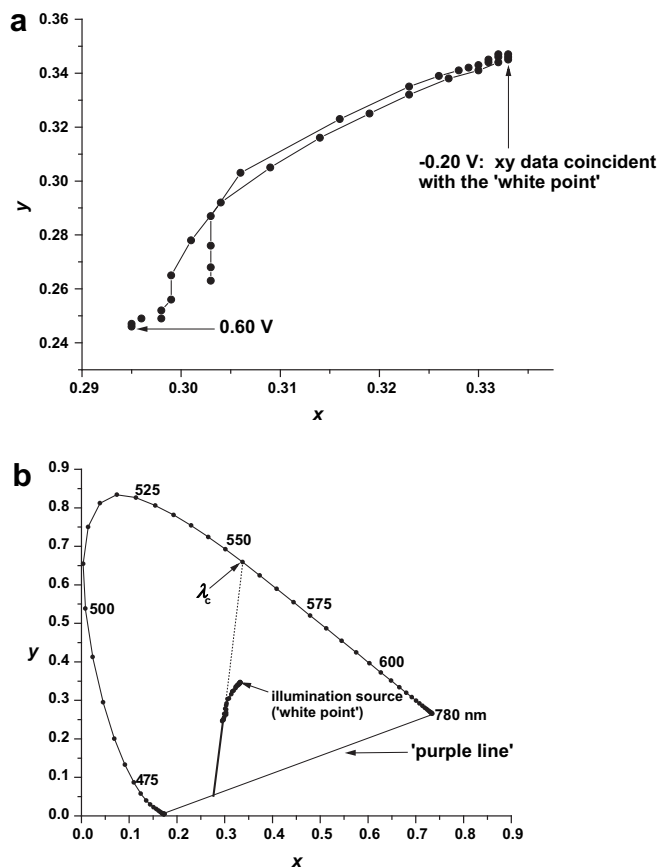 a
0.36
0.34
0.32
0.30
0.28
0.26
0.24
y
-0.20 V: xy data coincident
with the 'white point'
0.60 V
0.29 0.30 0.31 0.32 0.33
x
b
0.9
0.8
0.7
0.6
0.5
0.4
0.3
0.2
0.1
0.0
y
525
550
λc
500
575
600
illumination source
('white point')
780 nm
'purple line'
475
0.0 0.1 0.2 0.3 0.4 0.5 0.6 0.7 0.8 0.9
x